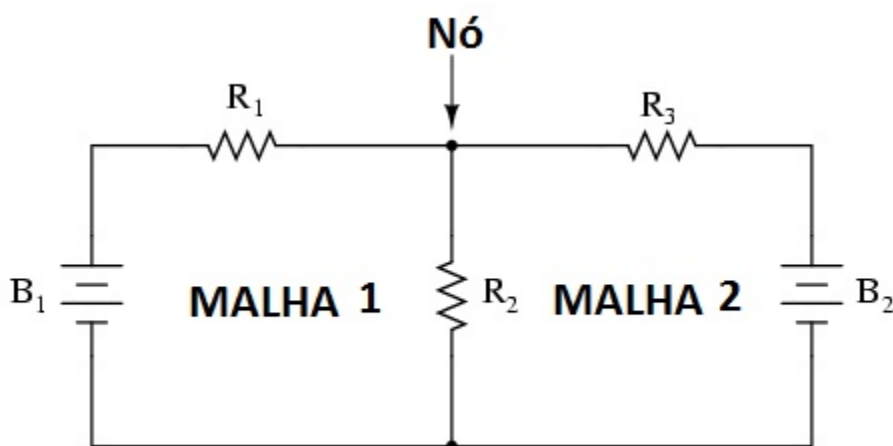 Nó
R₁
R₃
B₁
MALHA 1
R₂
MALHA 2
B₂